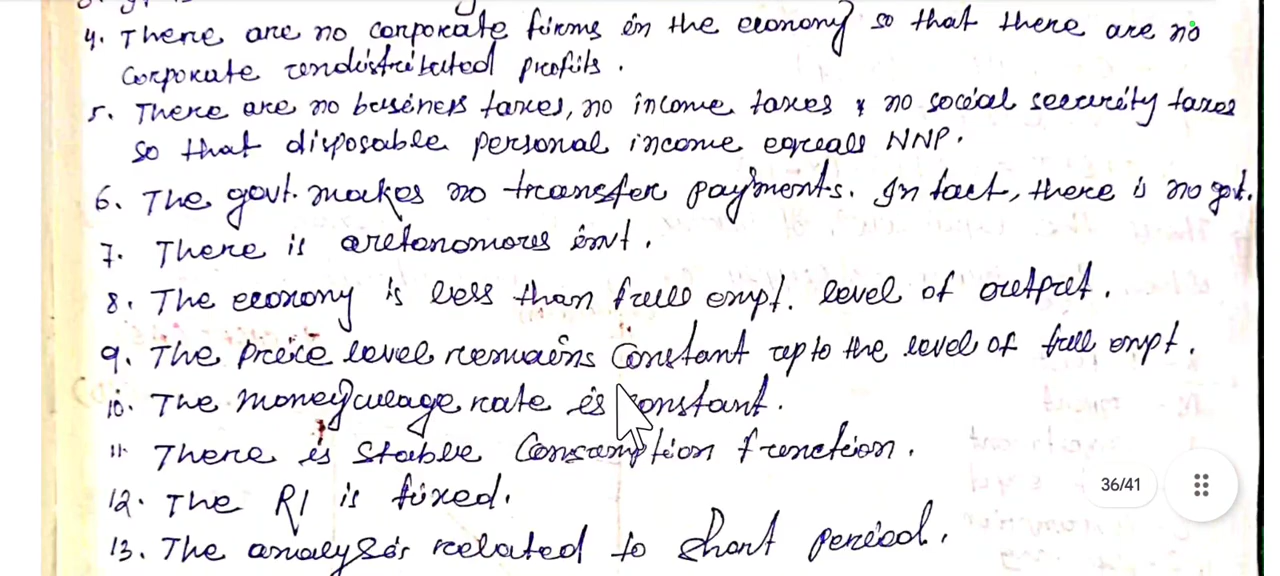 4. There are no corporate firms in the economy so that there are no
corporate undistributed profits.
5. There are no business taxes, no income taxes & no social security taxes
so that disposable personal income equals NNP.
6. The govt. makes no transfer payments. In fact, there is no govt.
7. There is autonomous invt.
8. The economy is less than full empt. level of output.
9. The price level remains constant up to the level of full empt.
10. The money wage rate is constant.
11. There is stable consumption function.
12. The RI is fixed.
13. The analysis related to short period.
36/41